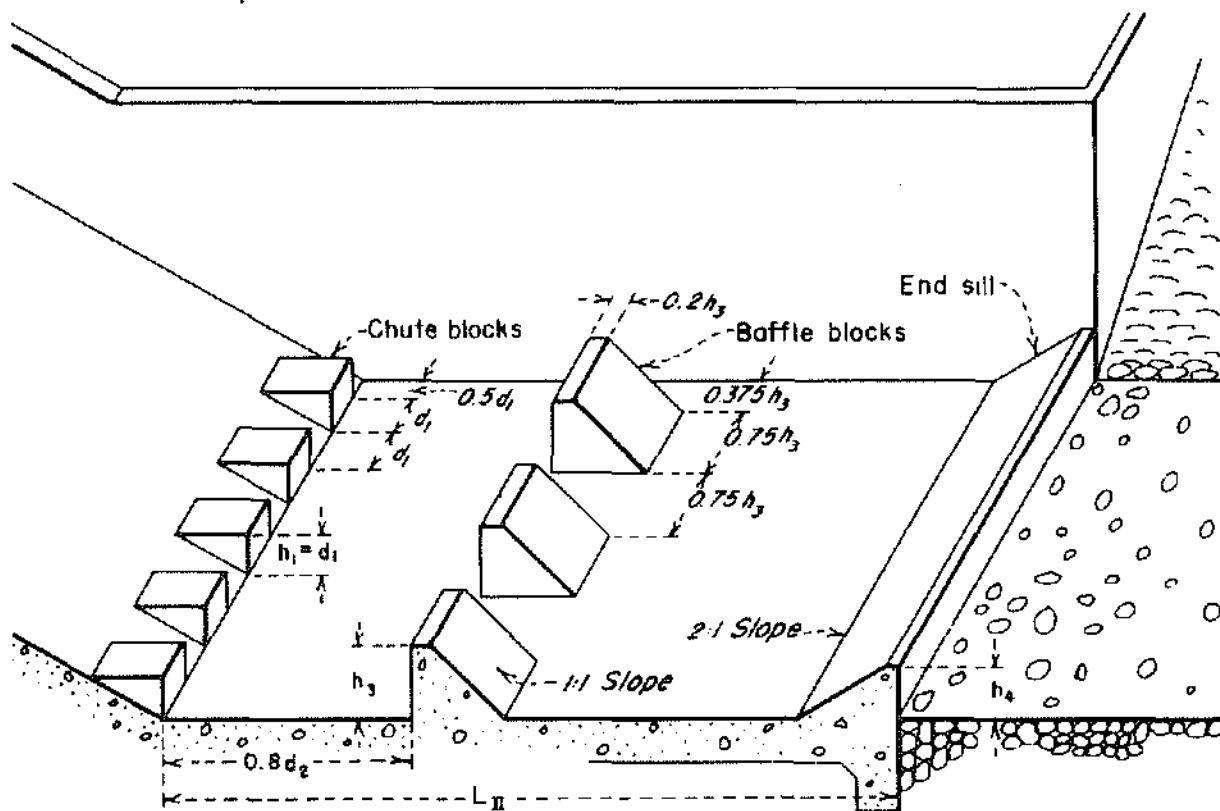 0.2h₃
End sill
Chute blocks
Baffle blocks
0.5d₁
0.375h₃
d₁
0.75h₃
d₁
0.75h₃
h₁ = d₁
2:1 Slope
h₃
1:1 Slope
h₄
0.8d₂
L